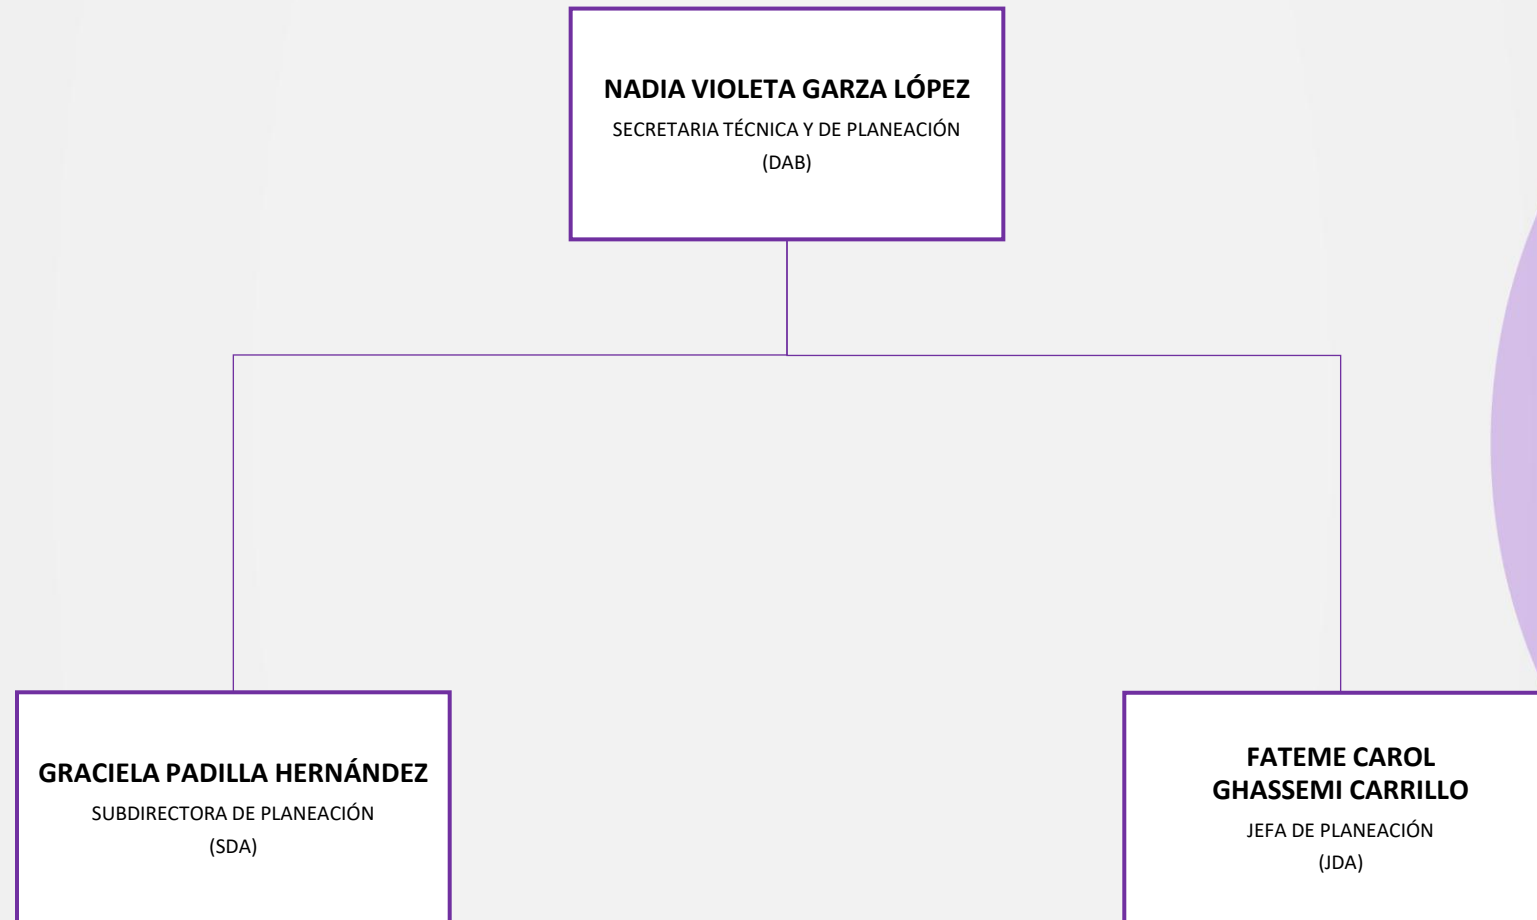 NADIA VIOLETA GARZA LÓPEZ
SECRETARIA TÉCNICA Y DE PLANEACIÓN
(DAB)
GRACIELA PADILLA HERNÁNDEZ
SUBDIRECTORA DE PLANEACIÓN
(SDA)
FATEME CAROL
GHASSEMI CARRILLO
JEFA DE PLANEACIÓN
(JDA)